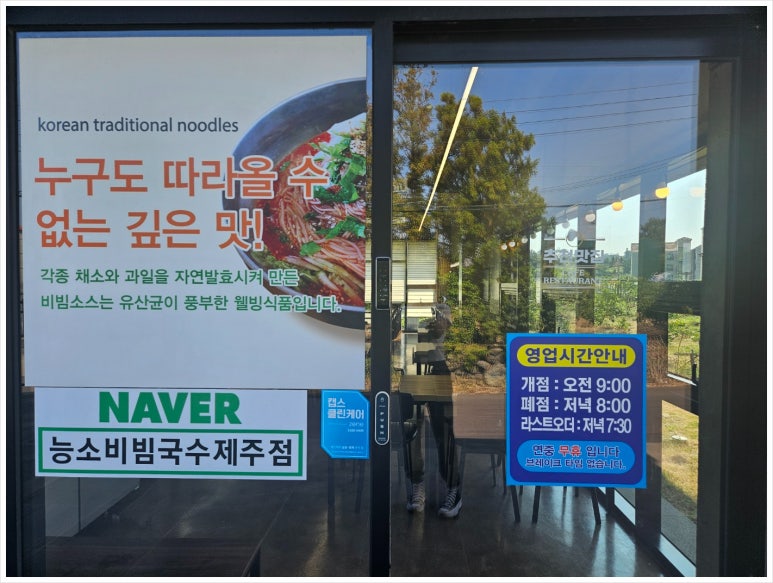 korean traditional noodles
누구도 따라올 수
없는 깊은 맛!
각종 채소와 과일을 자연발효시켜 만든
비빔소스는 유산균이 풍부한 웰빙식품입니다.
NAVER
능소비빔국수제주점
캡스
클린케어
추천맛집
RESTAURANT
영업시간안내
개점 : 오전 9:00
폐점 : 저녁 8:00
라스트오더 : 저녁 7:30
연중 무휴 입니다
브레이크 타임 없습니다.